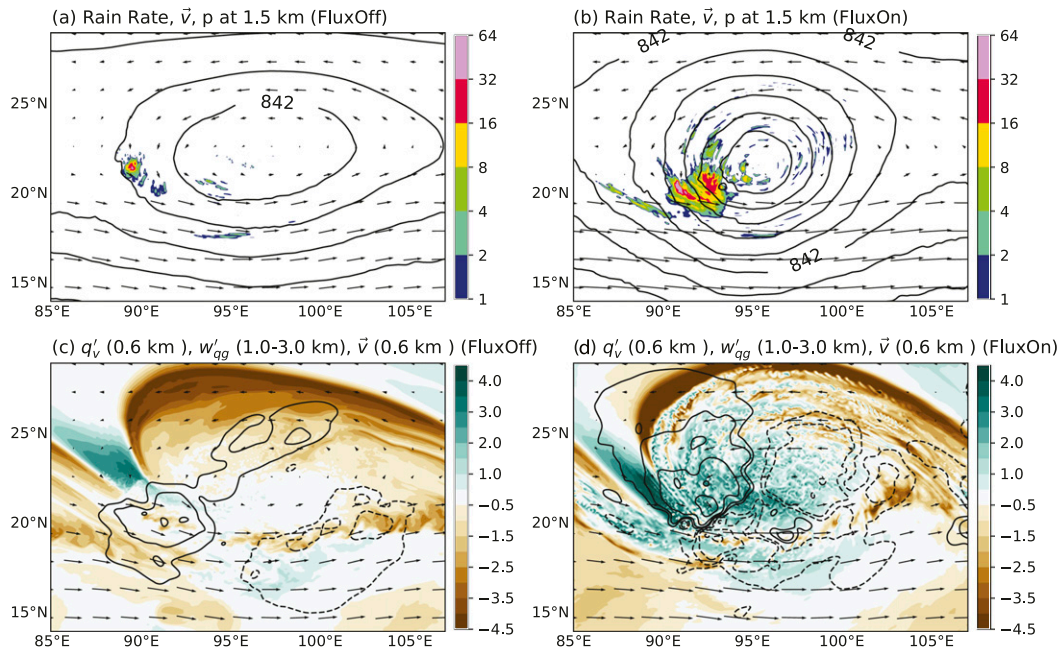 (a) Rain Rate, v⃗, p at 1.5 km (FluxOff)
842
25°N
20°N
15°N
85°E 90°E 95°E 100°E 105°E
64
32
16
8
4
2
1
(b) Rain Rate, v⃗, p at 1.5 km (FluxOn)
842 842
842
25°N
20°N
15°N
85°E 90°E 95°E 100°E 105°E
64
32
16
8
4
2
1
(c) q′v (0.6 km ), w′qg (1.0-3.0 km), v⃗ (0.6 km ) (FluxOff)
25°N
20°N
15°N
85°E 90°E 95°E 100°E 105°E
4.0
3.0
2.0
1.0
−0.5
−1.5
−2.5
−3.5
−4.5
(d) q′v (0.6 km ), w′qg (1.0-3.0 km), v⃗ (0.6 km ) (FluxOn)
25°N
20°N
15°N
85°E 90°E 95°E 100°E 105°E
4.0
3.0
2.0
1.0
−0.5
−1.5
−2.5
−3.5
−4.5